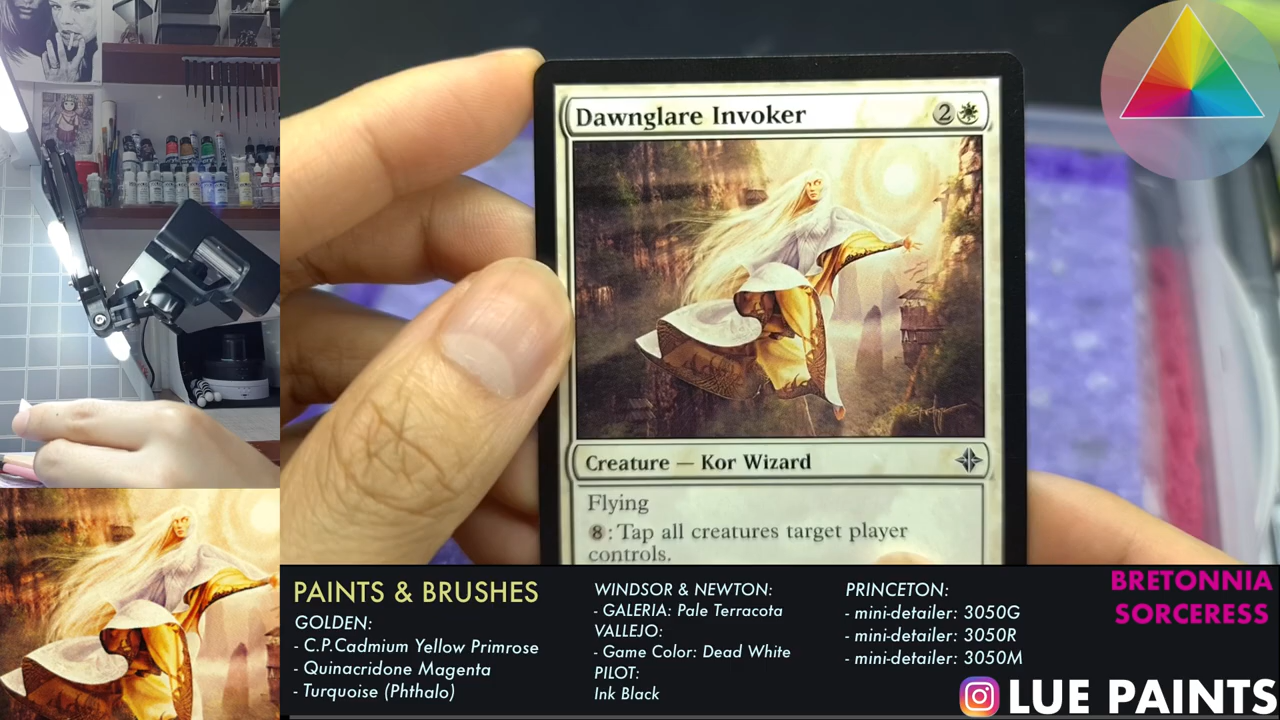 Dawnglare Invoker
2
Creature — Kor Wizard
Flying
8: Tap all creatures target player
controls.
PAINTS & BRUSHES
GOLDEN:
- C.P.Cadmium Yellow Primrose
- Quinacridone Magenta
- Turquoise (Phthalo)
WINDSOR & NEWTON:
- GALERIA: Pale Terracota
VALLEJO:
- Game Color: Dead White
PILOT:
Ink Black
PRINCETON:
- mini-detailer: 3050G
- mini-detailer: 3050R
- mini-detailer: 3050M
BRETONNIA
SORCERESS
LUE PAINTS